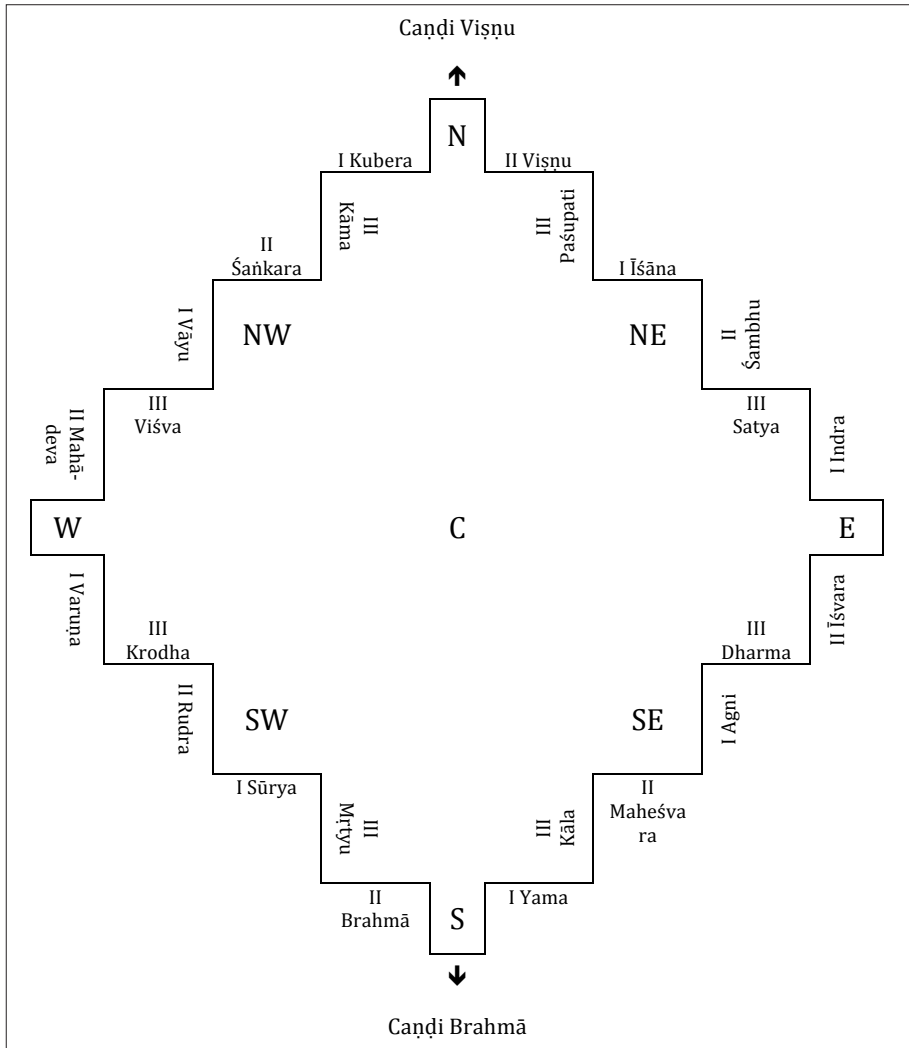 Caṇḍi Viṣṇu
N
I Kubera
II Viṣṇu
III
Kāma
III
Paśupati
II
Śaṅkara
I Īśāna
I Vāyu
NW
NE
II
Śambhu
III
Viśva
III
Satya
II Mahā-
deva
I Indra
W
C
E
I Varuṇa
II Īśvara
III
Krodha
III
Dharma
II Rudra
SW
SE
I Agni
I Sūrya
II
Maheśva
ra
III
Mṛtyu
III
Kāla
II
Brahmā
S
I Yama
Caṇḍi Brahmā